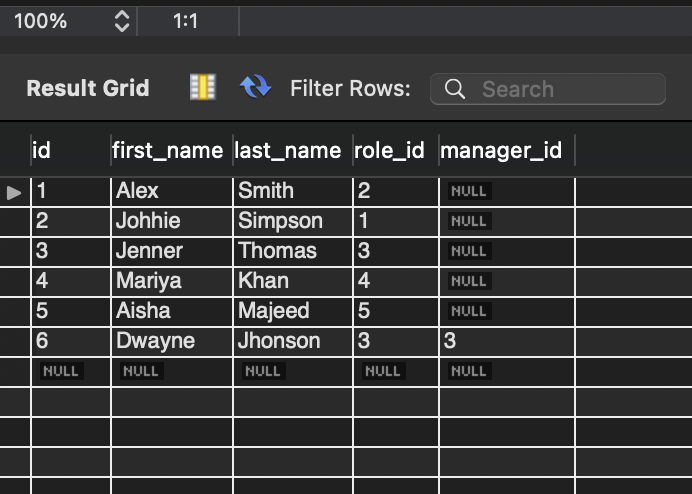 100% 1:1
Result Grid Filter Rows: Search
id first_name last_name role_id manager_id
1 Alex Smith 2 NULL
2 Johhie Simpson 1 NULL
3 Jenner Thomas 3 NULL
4 Mariya Khan 4 NULL
5 Aisha Majeed 5 NULL
6 Dwayne Jhonson 3 3
NULL NULL NULL NULL NULL